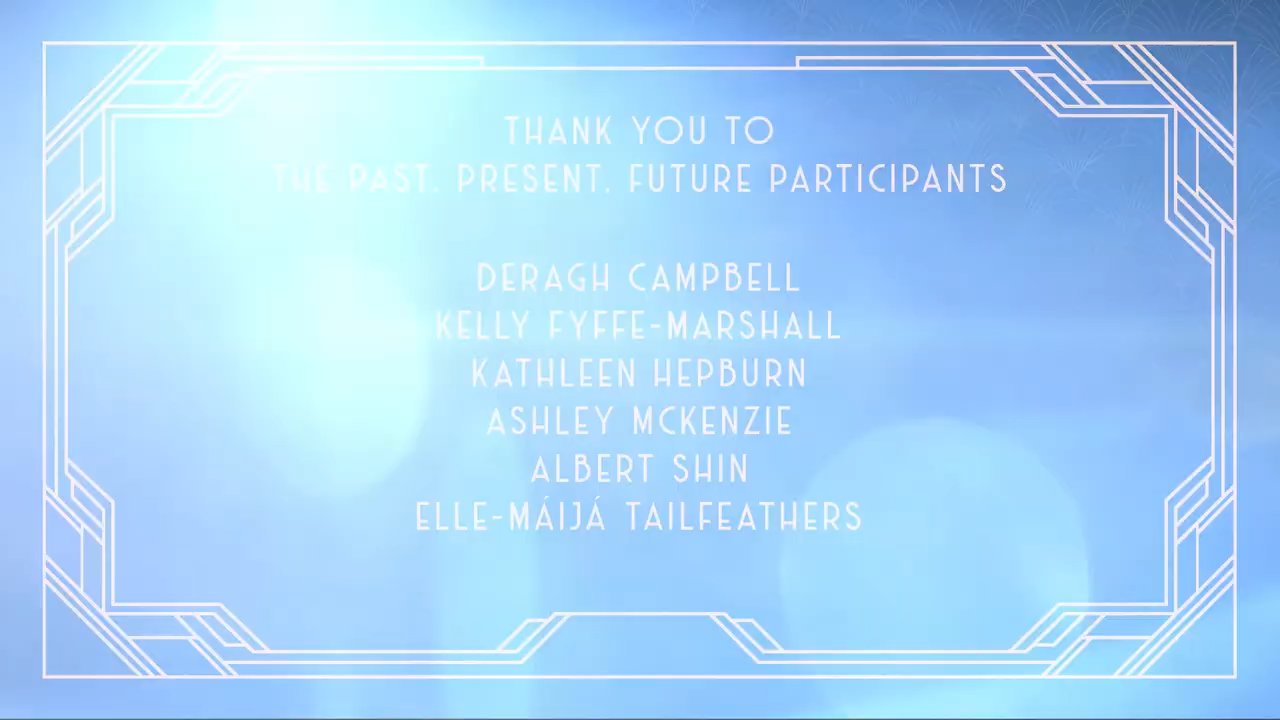 THANK YOU TO
THE PAST, PRESENT, FUTURE PARTICIPANTS
DERAGH CAMPBELL
KELLY FYFFE-MARSHALL
KATHLEEN HEPBURN
ASHLEY MCKENZIE
ALBERT SHIN
ELLE-MÁIJÁ TAILFEATHERS